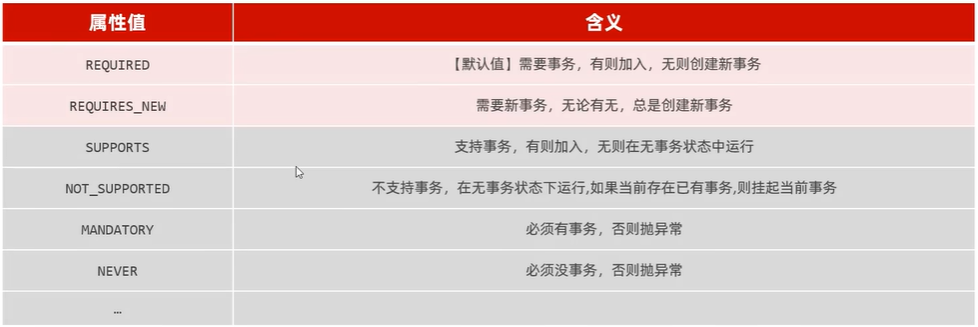 属性值 含义
REQUIRED 【默认值】需要事务，有则加入，无则创建新事务
REQUIRES_NEW 需要新事务，无论有无，总是创建新事务
SUPPORTS 支持事务，有则加入，无则在无事务状态中运行
NOT_SUPPORTED 不支持事务，在无事务状态下运行,如果当前存在已有事务,则挂起当前事务
MANDATORY 必须有事务，否则抛异常
NEVER 必须没事务，否则抛异常
…